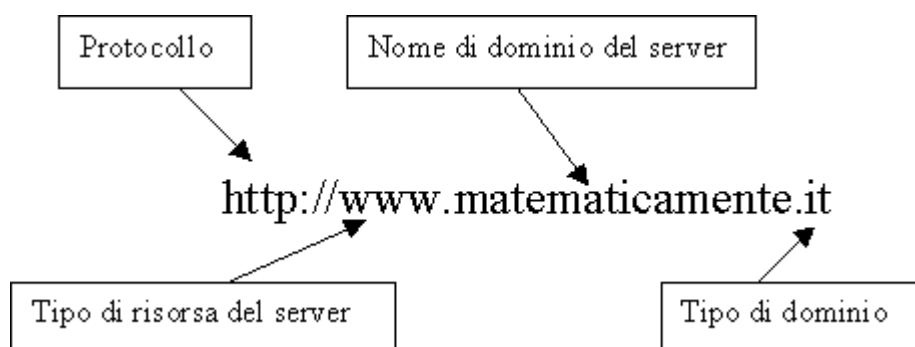 Protocollo
Nome di dominio del server
http://www.matematicamente.it
Tipo di risorsa del server
Tipo di dominio